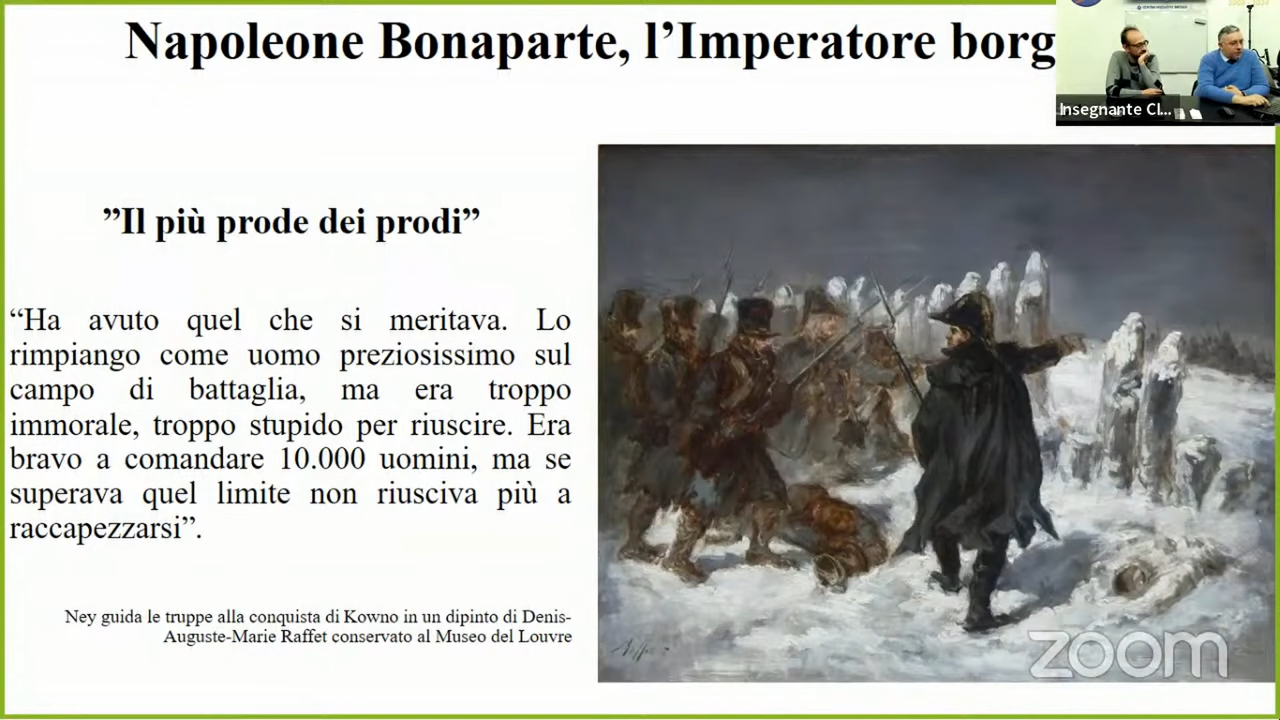 Napoleone Bonaparte, l’Imperatore borg
Insegnante Cl...
”Il più prode dei prodi”
“Ha avuto quel che si meritava. Lo
rimpiango come uomo preziosissimo sul
campo di battaglia, ma era troppo
immorale, troppo stupido per riuscire. Era
bravo a comandare 10.000 uomini, ma se
superava quel limite non riusciva più a
raccapezzarsi”.
Ney guida le truppe alla conquista di Kowno in un dipinto di Denis-
Auguste-Marie Raffet conservato al Museo del Louvre
zoom